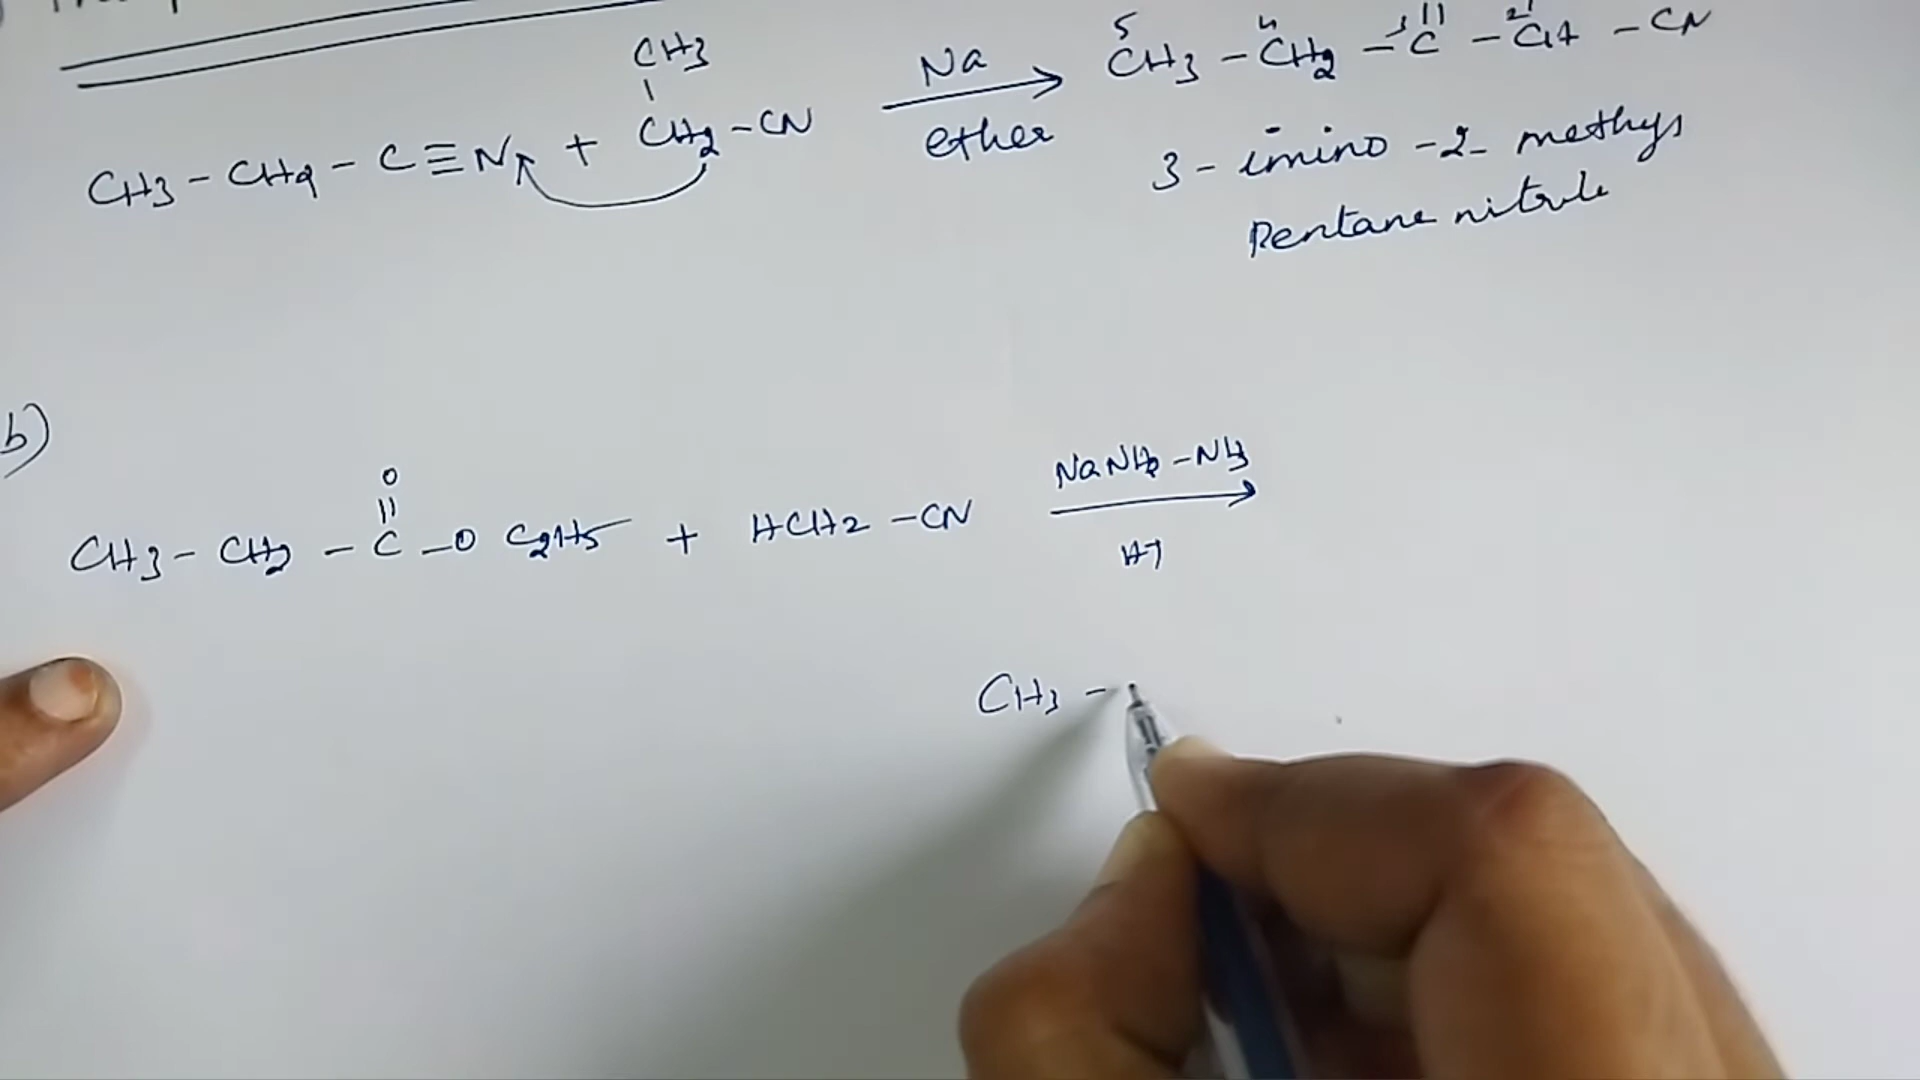 CH3
CH3 - CH2 - C ≡ N + CH2 - CN Na ether
5 4 3 2
CH3 - CH2 - C - CH - CN
3 - imino - 2 - methyl
Pentane nitrile
b)
O
CH3 - CH2 - C - O C2H5 + HCH2 - CN NaNH2 - NH3
H+
CH3 -